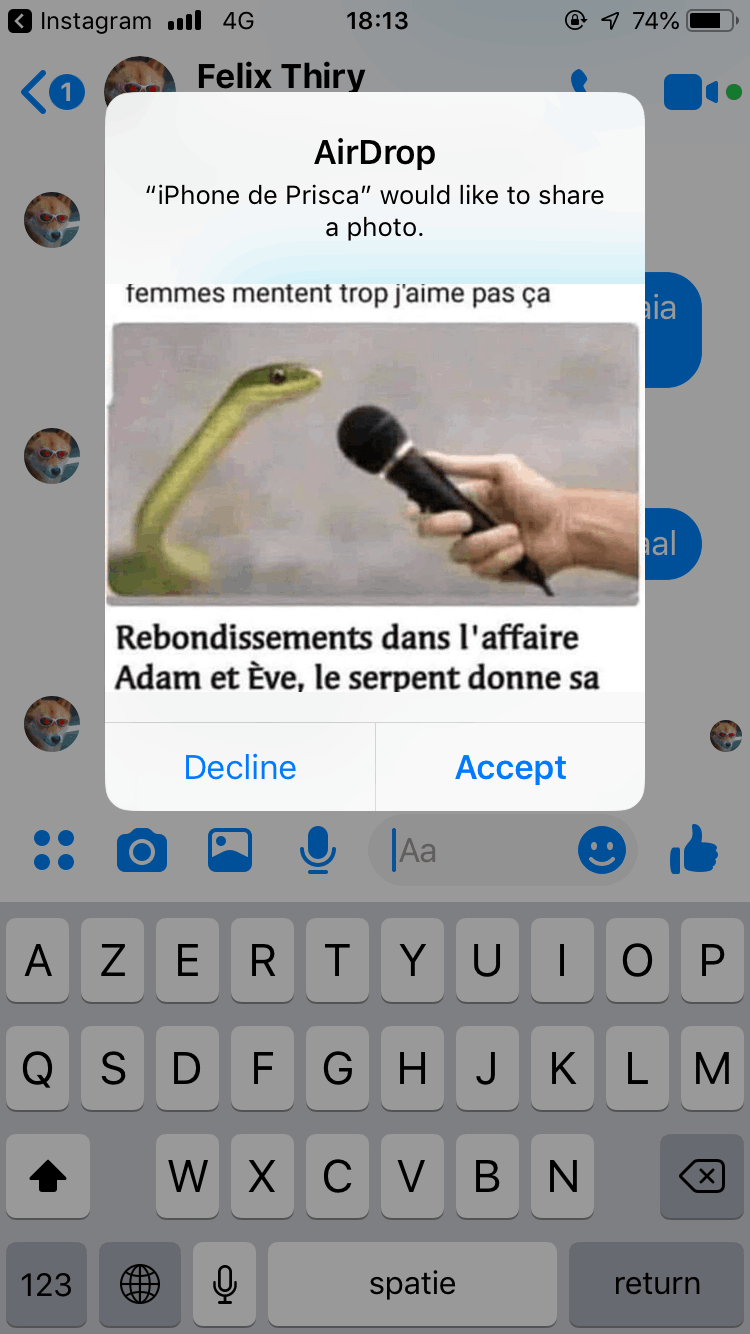 Instagram 4G 18:13 74%
1 Felix Thiry
AirDrop
“iPhone de Prisca” would like to share
a photo.
femmes mentent trop j'aime pas ça
Rebondissements dans l'affaire
Adam et Ève, le serpent donne sa
Decline Accept
Aa
A Z E R T Y U I O P
Q S D F G H J K L M
W X C V B N
123 spatie return